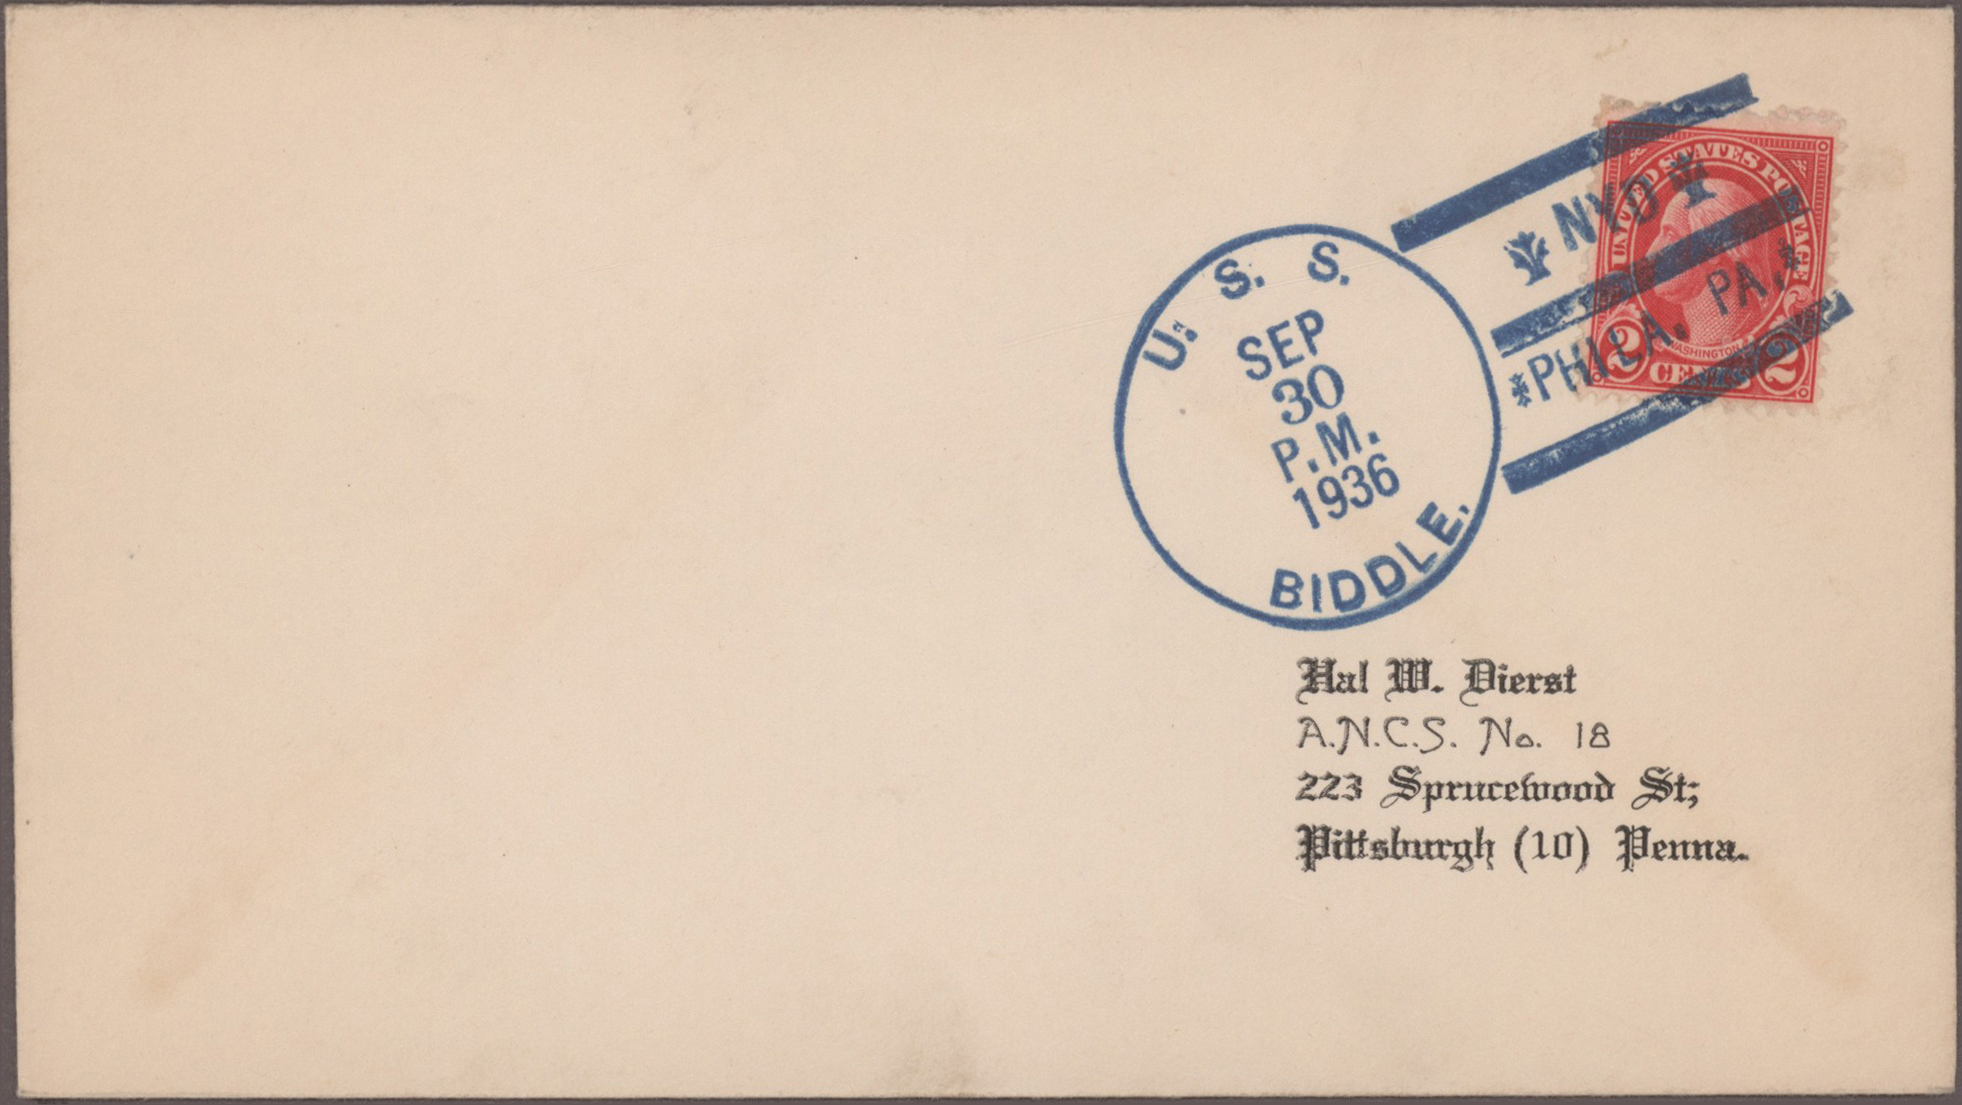 U. S. S.
SEP
30
P.M.
1936
BIDDLE.
NYD
PHILA. PA.
UNITED STATES POSTAGE
WASHINGTON
2 CENTS 2
Hal W. Dierst
A.N.C.S. No. 18
223 Sprucewood St;
Pittsburgh (10) Penna.